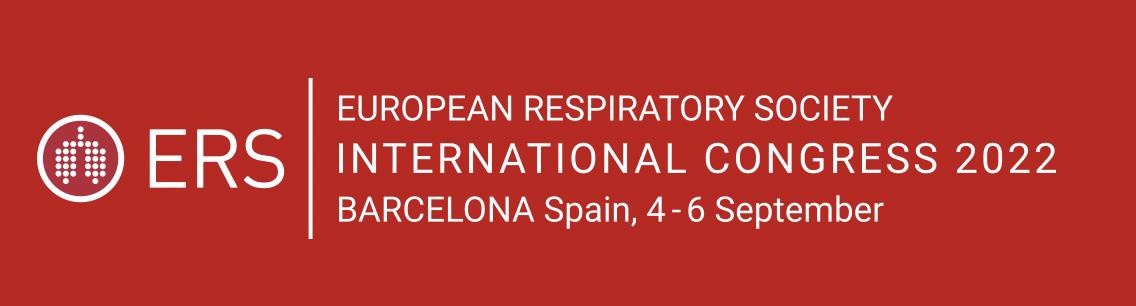 ERS
EUROPEAN RESPIRATORY SOCIETY
INTERNATIONAL CONGRESS 2022
BARCELONA Spain, 4-6 September